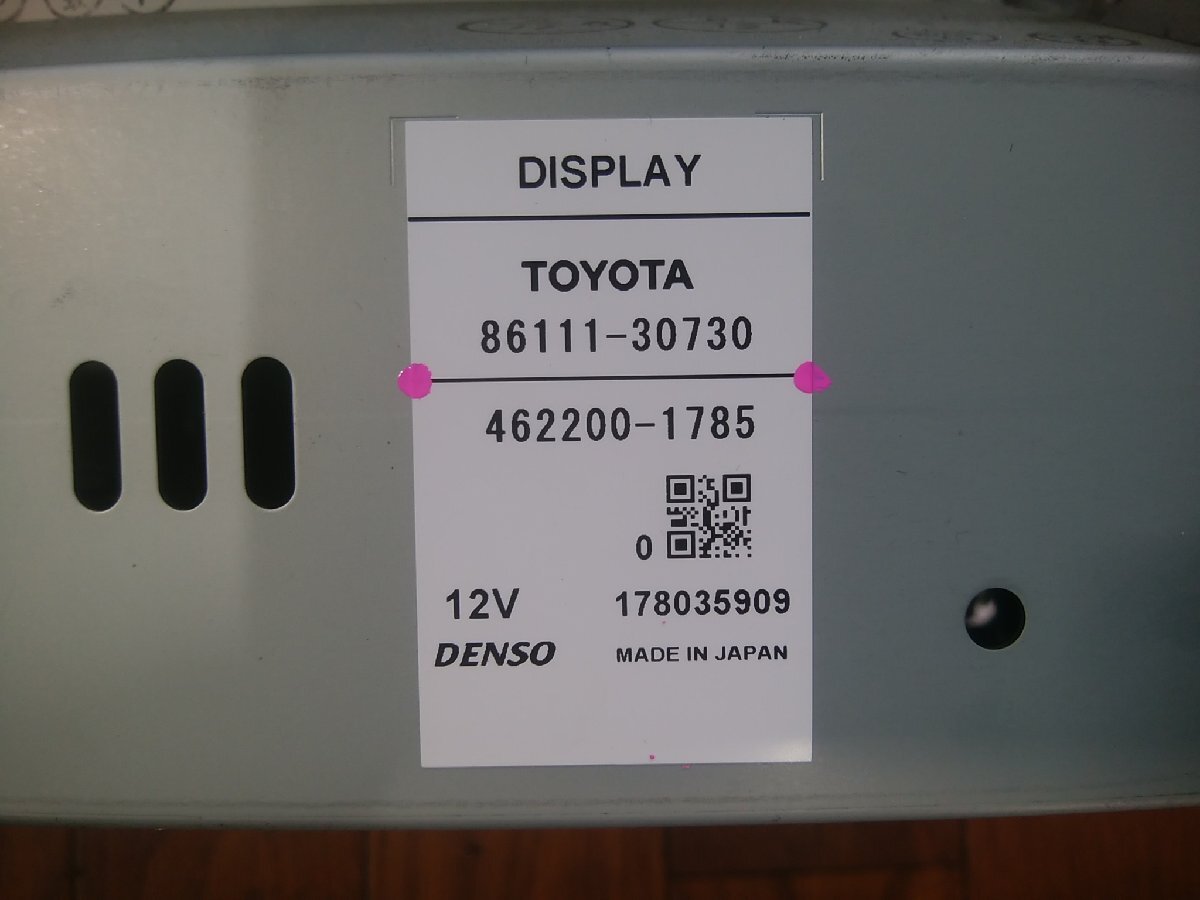 DISPLAY
TOYOTA
86111-30730
462200-1785
0
12V 178035909
DENSO MADE IN JAPAN